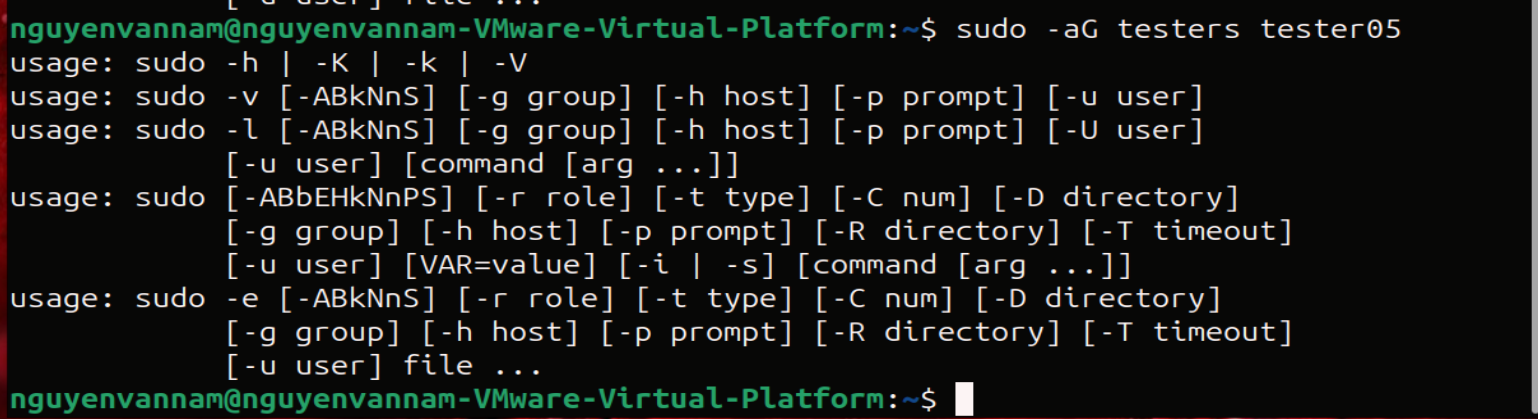 [-u user] file ...
nguyenvannam@nguyenvannam-VMware-Virtual-Platform:~$ sudo -aG testers tester05
usage: sudo -h | -K | -k | -V
usage: sudo -v [-ABkNnS] [-g group] [-h host] [-p prompt] [-u user]
usage: sudo -l [-ABkNnS] [-g group] [-h host] [-p prompt] [-U user]
[-u user] [command [arg ...]]
usage: sudo [-ABbEHkNnPS] [-r role] [-t type] [-C num] [-D directory]
[-g group] [-h host] [-p prompt] [-R directory] [-T timeout]
[-u user] [VAR=value] [-i | -s] [command [arg ...]]
usage: sudo -e [-ABkNnS] [-r role] [-t type] [-C num] [-D directory]
[-g group] [-h host] [-p prompt] [-R directory] [-T timeout]
[-u user] file ...
nguyenvannam@nguyenvannam-VMware-Virtual-Platform:~$